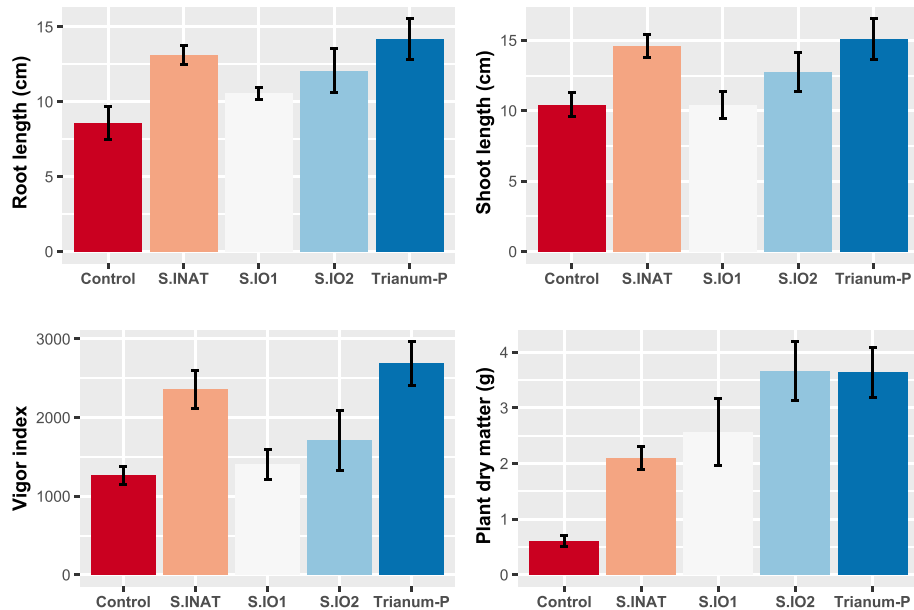 Root length (cm)
15
10
5
0
Control S.INAT S.IO1 S.IO2 Trianum-P
Shoot length (cm)
15
10
5
0
Control S.INAT S.IO1 S.IO2 Trianum-P
Vigor index
3000
2000
1000
0
Control S.INAT S.IO1 S.IO2 Trianum-P
Plant dry matter (g)
4
3
2
1
0
Control S.INAT S.IO1 S.IO2 Trianum-P